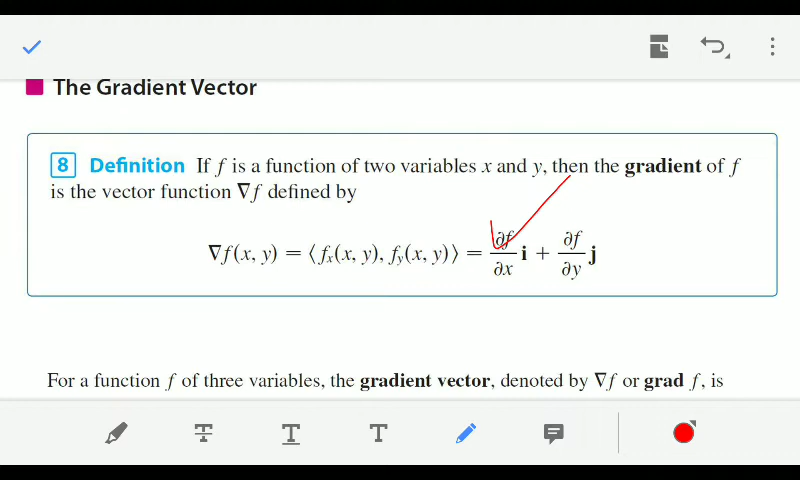 The Gradient Vector
8 Definition If f is a function of two variables x and y, then the gradient of f
is the vector function ∇f defined by
∇f(x, y) = ⟨fₓ(x, y), f_y(x, y)⟩ = ∂f/∂x i + ∂f/∂y j
For a function f of three variables, the gradient vector, denoted by ∇f or grad f, is
T T T